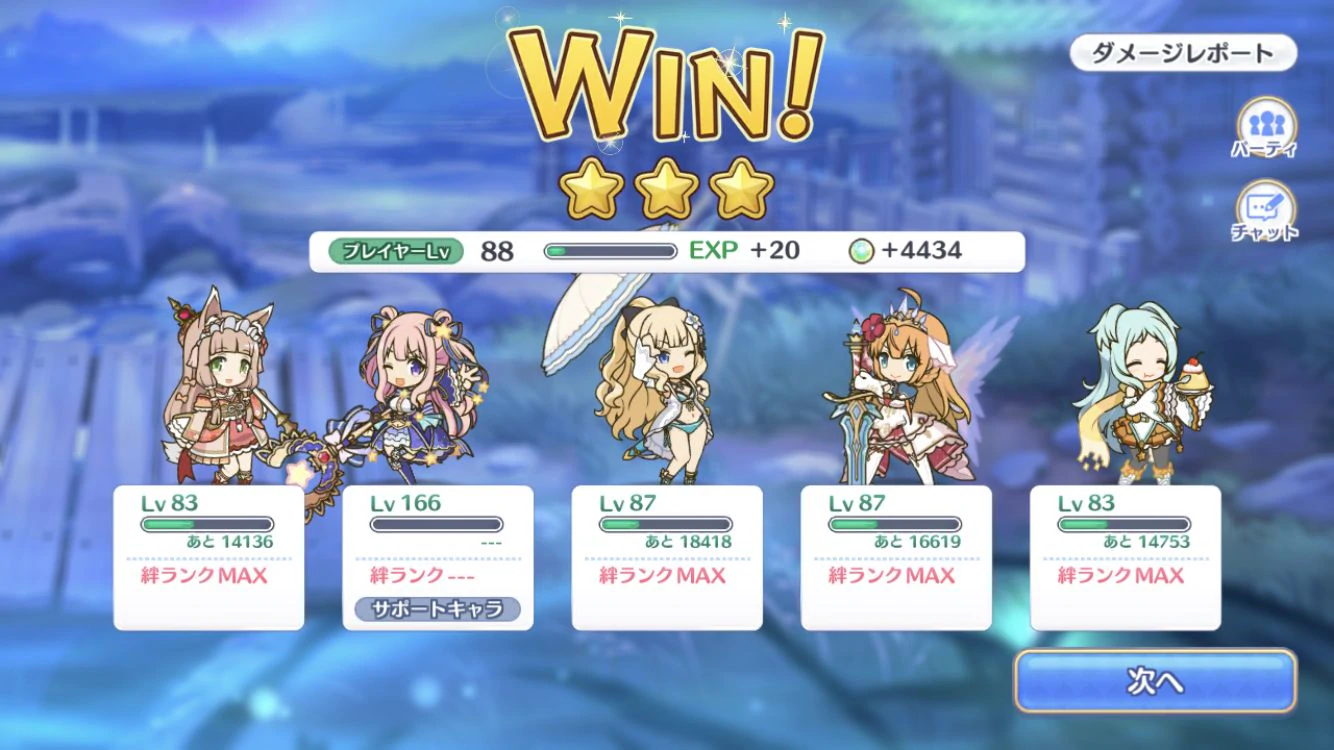 WIN!
ダメージレポート
パーティ
チャット
プレイヤーLv 88 EXP +20 +4434
Lv 83
あと 14136
絆ランクMAX
Lv 166
---
絆ランク---
サポートキャラ
Lv 87
あと 18418
絆ランクMAX
Lv 87
あと 16619
絆ランクMAX
Lv 83
あと 14753
絆ランクMAX
次へ